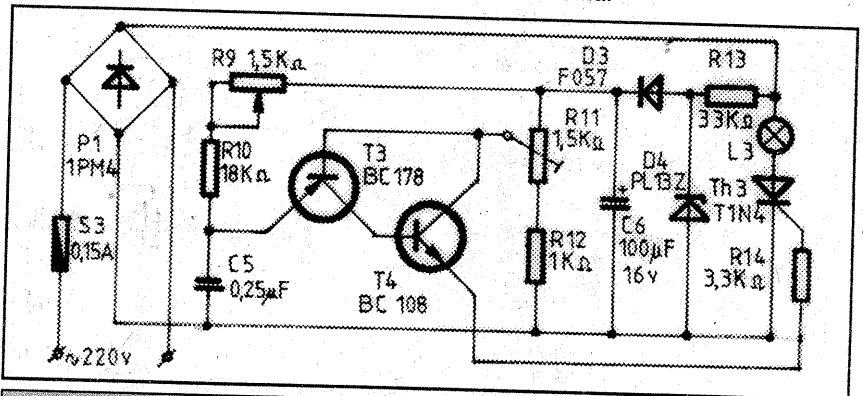 R9 1,5KΩ
D3
F057
R13
33KΩ
P1
1PM4
R10
18KΩ
T3
BC178
R11
1,5KΩ
L3
D4
PL13Z
Th3
T1N4
S3
0,15A
C5
0,25μF
T4
BC 108
R12
1KΩ
+
C6
100μF
16v
R14
3,3KΩ
~220v